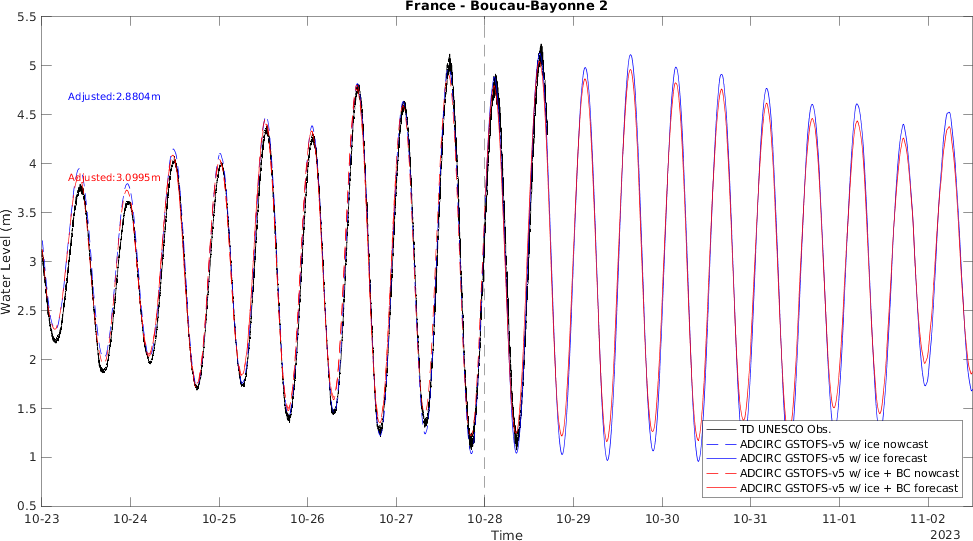 France - Boucau-Bayonne 2
5.5
5
4.5
4
3.5
3
2.5
2
1.5
1
0.5
Water Level (m)
Adjusted:2.8804m
Adjusted:3.0995m
TD UNESCO Obs.
ADCIRC GSTOFS-v5 w/ ice nowcast
ADCIRC GSTOFS-v5 w/ ice forecast
ADCIRC GSTOFS-v5 w/ ice + BC nowcast
ADCIRC GSTOFS-v5 w/ ice + BC forecast
10-23 10-24 10-25 10-26 10-27 10-28 10-29 10-30 10-31 11-01 11-02
2023
Time